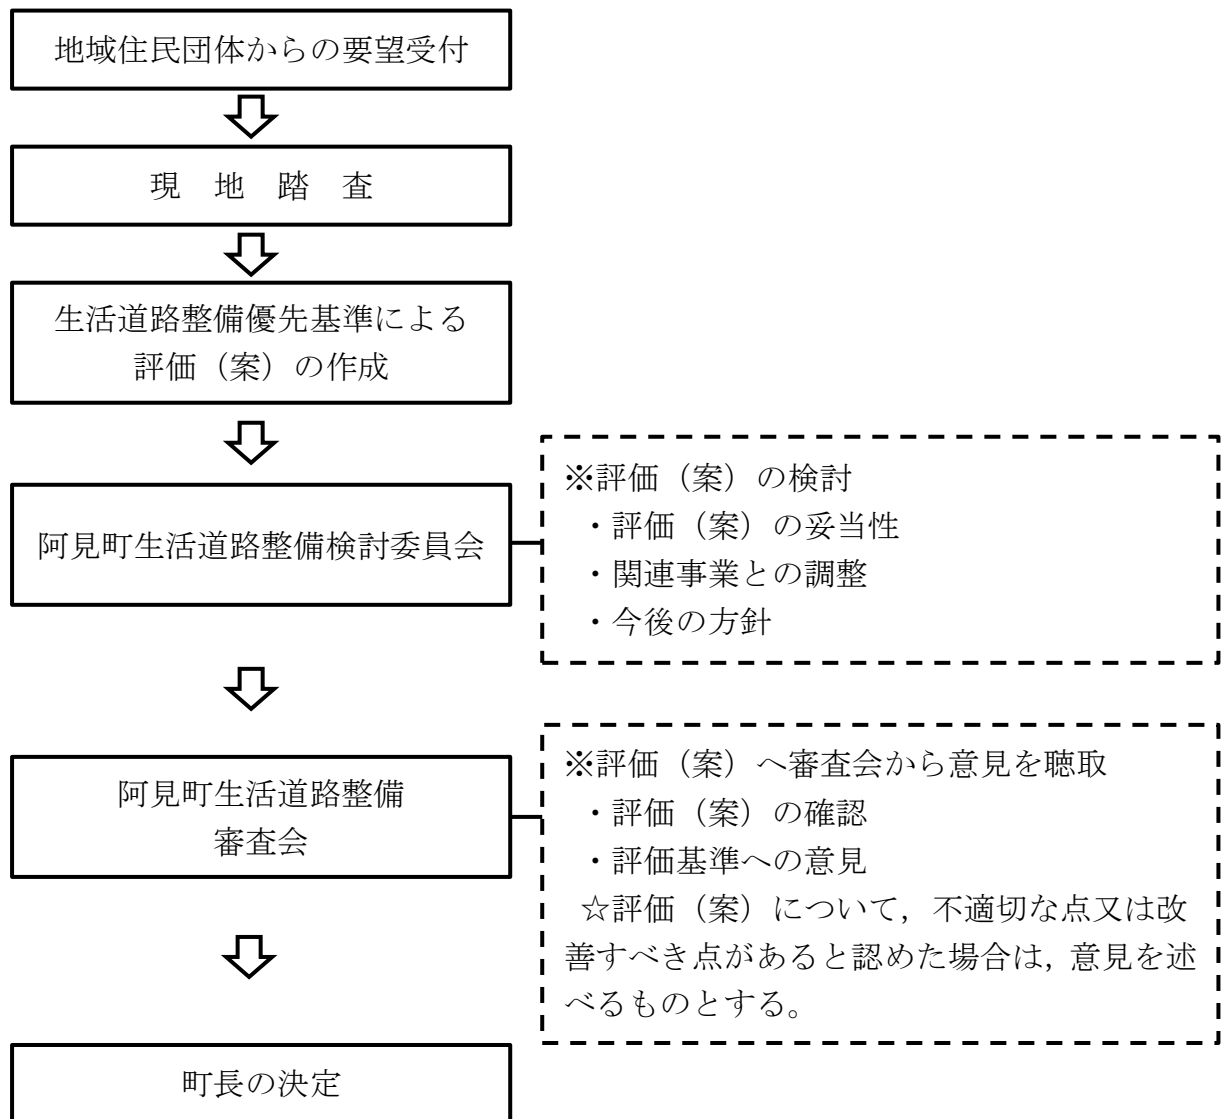 地域住民団体からの要望受付
現　地　踏　査
生活道路整備優先基準による
評価（案）の作成
阿見町生活道路整備検討委員会
※評価（案）の検討
・評価（案）の妥当性
・関連事業との調整
・今後の方針
阿見町生活道路整備
審査会
※評価（案）へ審査会から意見を聴取
・評価（案）の確認
・評価基準への意見
☆評価（案）について，不適切な点又は改
善すべき点があると認めた場合は，意見を述
べるものとする。
町長の決定